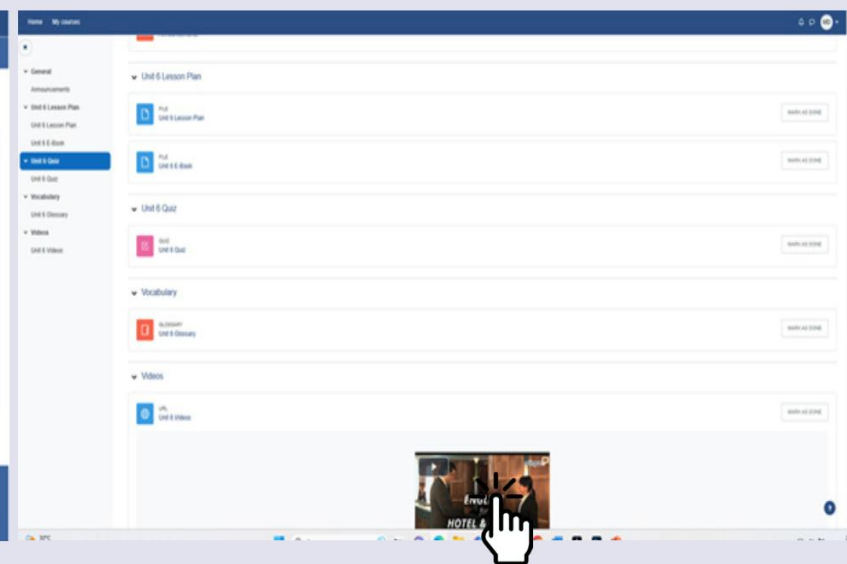 Home My courses
General
Announcements
Unit 6 Lesson Plan
Unit 6 Lesson Plan
Unit 6 E-Book
Unit 6 Quiz
Unit 6 Quiz
Vocabulary
Unit 6 Glossary
Videos
Unit 6 Videos
Unit 6 Lesson Plan
FILE
Unit 6 Lesson Plan
MARK AS DONE
FILE
Unit 6 E-Book
MARK AS DONE
Unit 6 Quiz
QUIZ
Unit 6 Quiz
MARK AS DONE
Vocabulary
GLOSSARY
Unit 6 Glossary
MARK AS DONE
Videos
URL
Unit 6 Videos
MARK AS DONE
HOTEL &